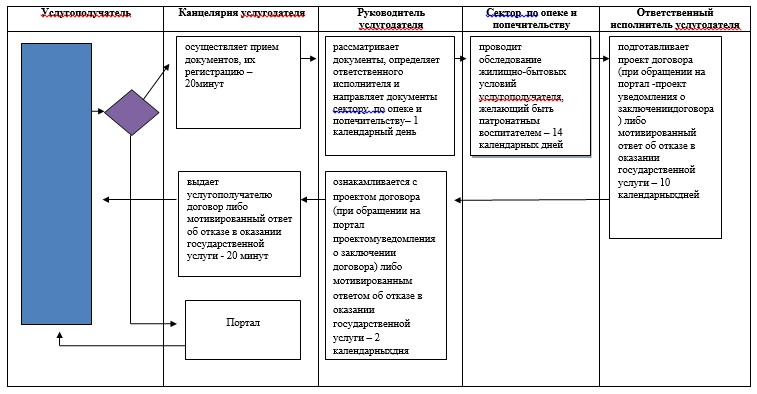 Услугополучатель
Канцелярия услугодателя
Руководитель
услугодателя
Сектор по опеке и
попечительству
Ответственный
исполнитель услугодателя
осуществляет прием
документов, их
регистрацию –
20минут
рассматривает
документы, определяет
ответственного
исполнителя и
направляет документы
сектору по опеке и
попечительству– 1
календарный день
проводит
обследование
жилищно-бытовых
условий
услугополучателя,
желающий быть
патронатным
воспитателем – 14
календарных дней
подготавливает
проект договора
(при обращении на
портал -проект
уведомления о
заключениидоговора
) либо
мотивированный
ответ об отказе в
оказании
государственной
услуги – 10
календарныхдней
выдает
услугополучателю
договор либо
мотивированный ответ
об отказе в оказании
государственной
услуги - 20 минут
ознакамливается с
проектом договора
(при обращении на
портал
проектомуведомления
о заключении
договора) либо
мотивированным
ответом об отказе в
оказании
государственной
услуги – 2
календарныхдня
Портал